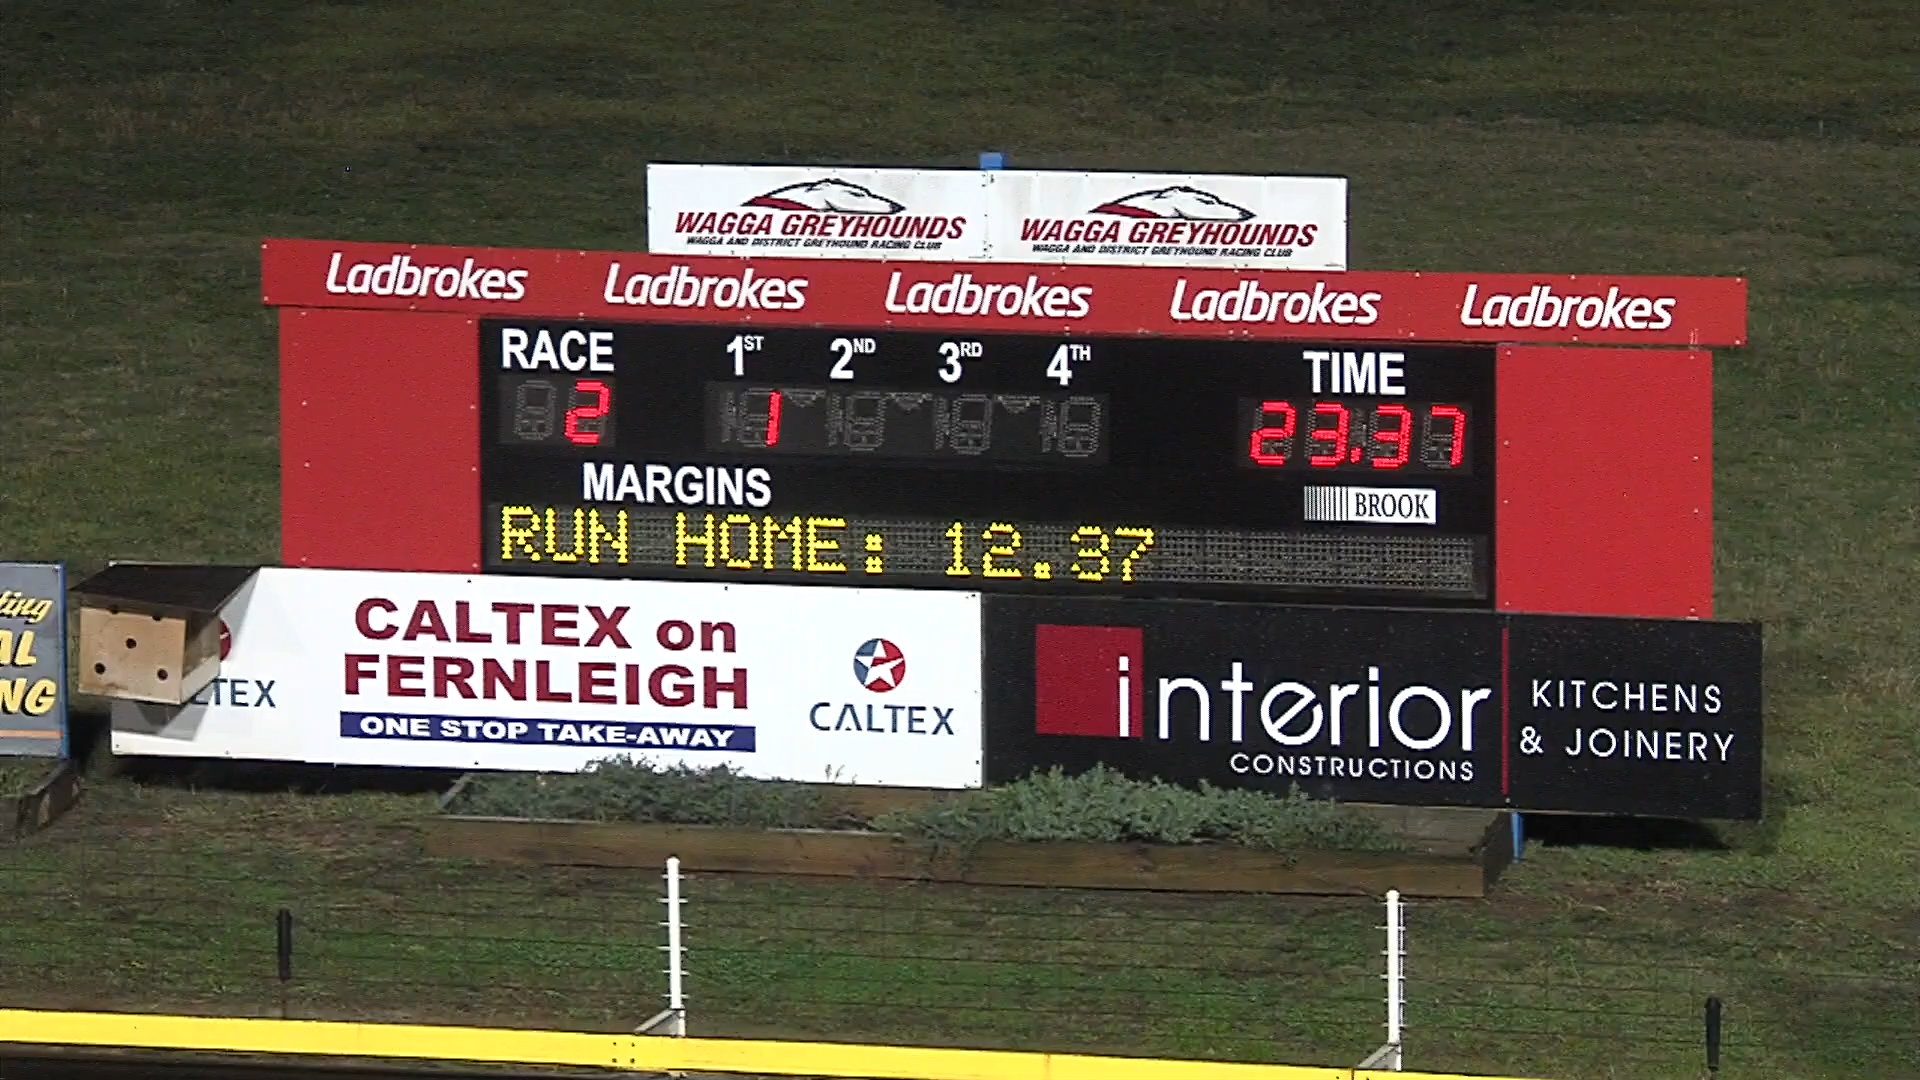 WAGGA GREYHOUNDS
WAGGA AND DISTRICT GREYHOUND RACING CLUB
WAGGA GREYHOUNDS
WAGGA AND DISTRICT GREYHOUND RACING CLUB
Ladbrokes Ladbrokes Ladbrokes Ladbrokes Ladbrokes
RACE 1ST 2ND 3RD 4TH TIME
2 1 23.37
MARGINS
BROOK
RUN HOME: 12.37
CALTEX on
FERNLEIGH
ONE STOP TAKE-AWAY
CALTEX
interior
CONSTRUCTIONS
KITCHENS
& JOINERY